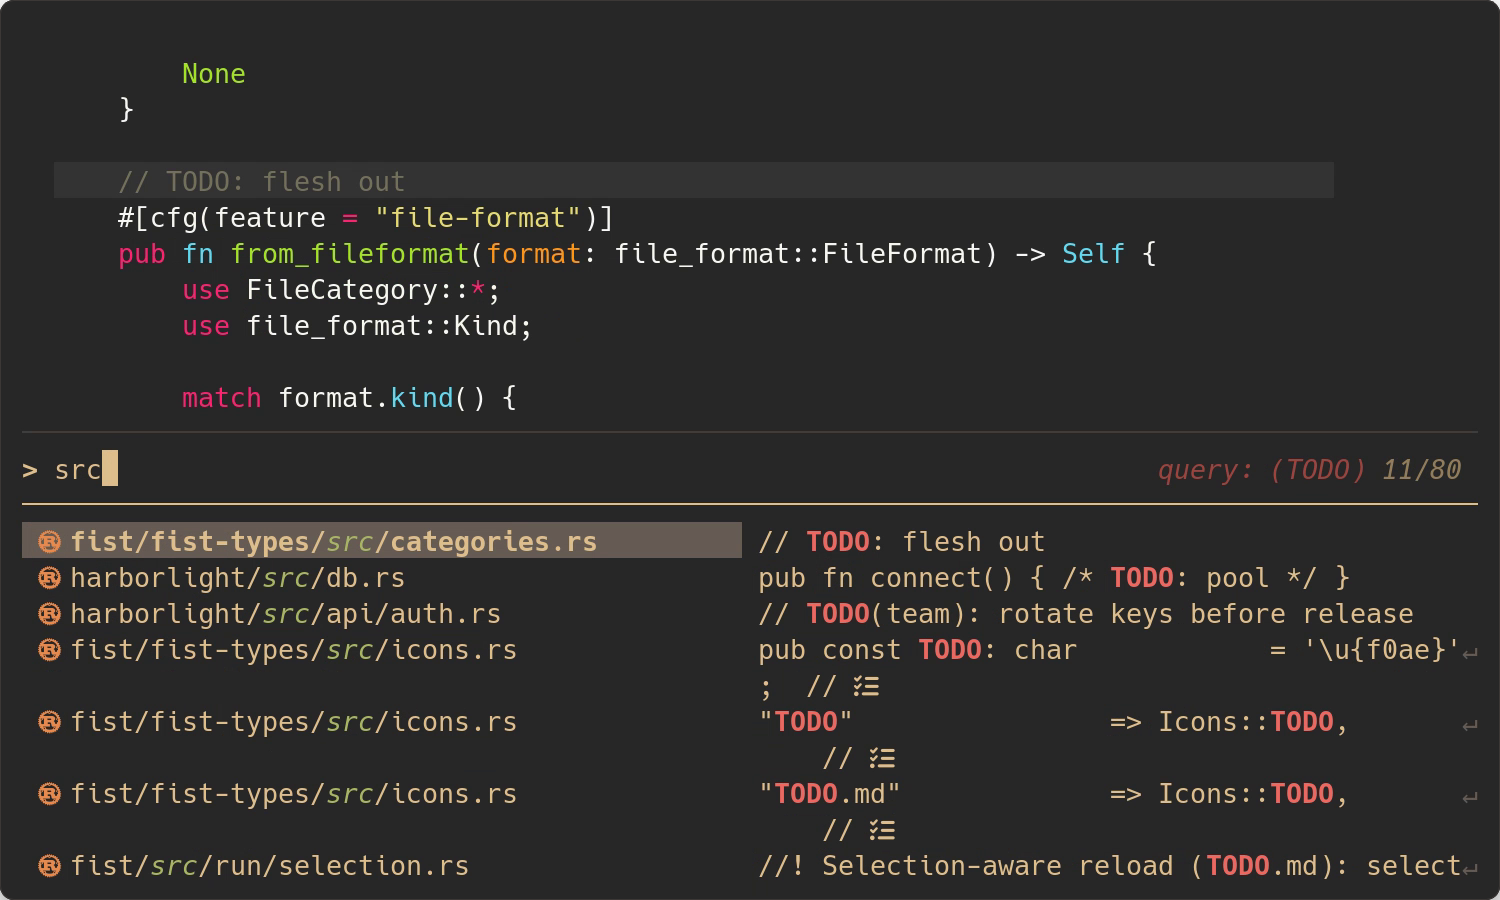 None
}
// TODO: flesh out
#[cfg(feature = "file-format")]
pub fn from_fileformat(format: file_format::FileFormat) -> Self {
use FileCategory::*;
use file_format::Kind;
match format.kind() {
> src query: (TODO) 11/80
fist/fist-types/src/categories.rs // TODO: flesh out
harborlight/src/db.rs pub fn connect() { /* TODO: pool */ }
harborlight/src/api/auth.rs // TODO(team): rotate keys before release
fist/fist-types/src/icons.rs pub const TODO: char = '\u{f0ae}'↵
; //
fist/fist-types/src/icons.rs "TODO" => Icons::TODO, ↵
//
fist/fist-types/src/icons.rs "TODO.md" => Icons::TODO, ↵
//
fist/src/run/selection.rs //! Selection-aware reload (TODO.md): select↵